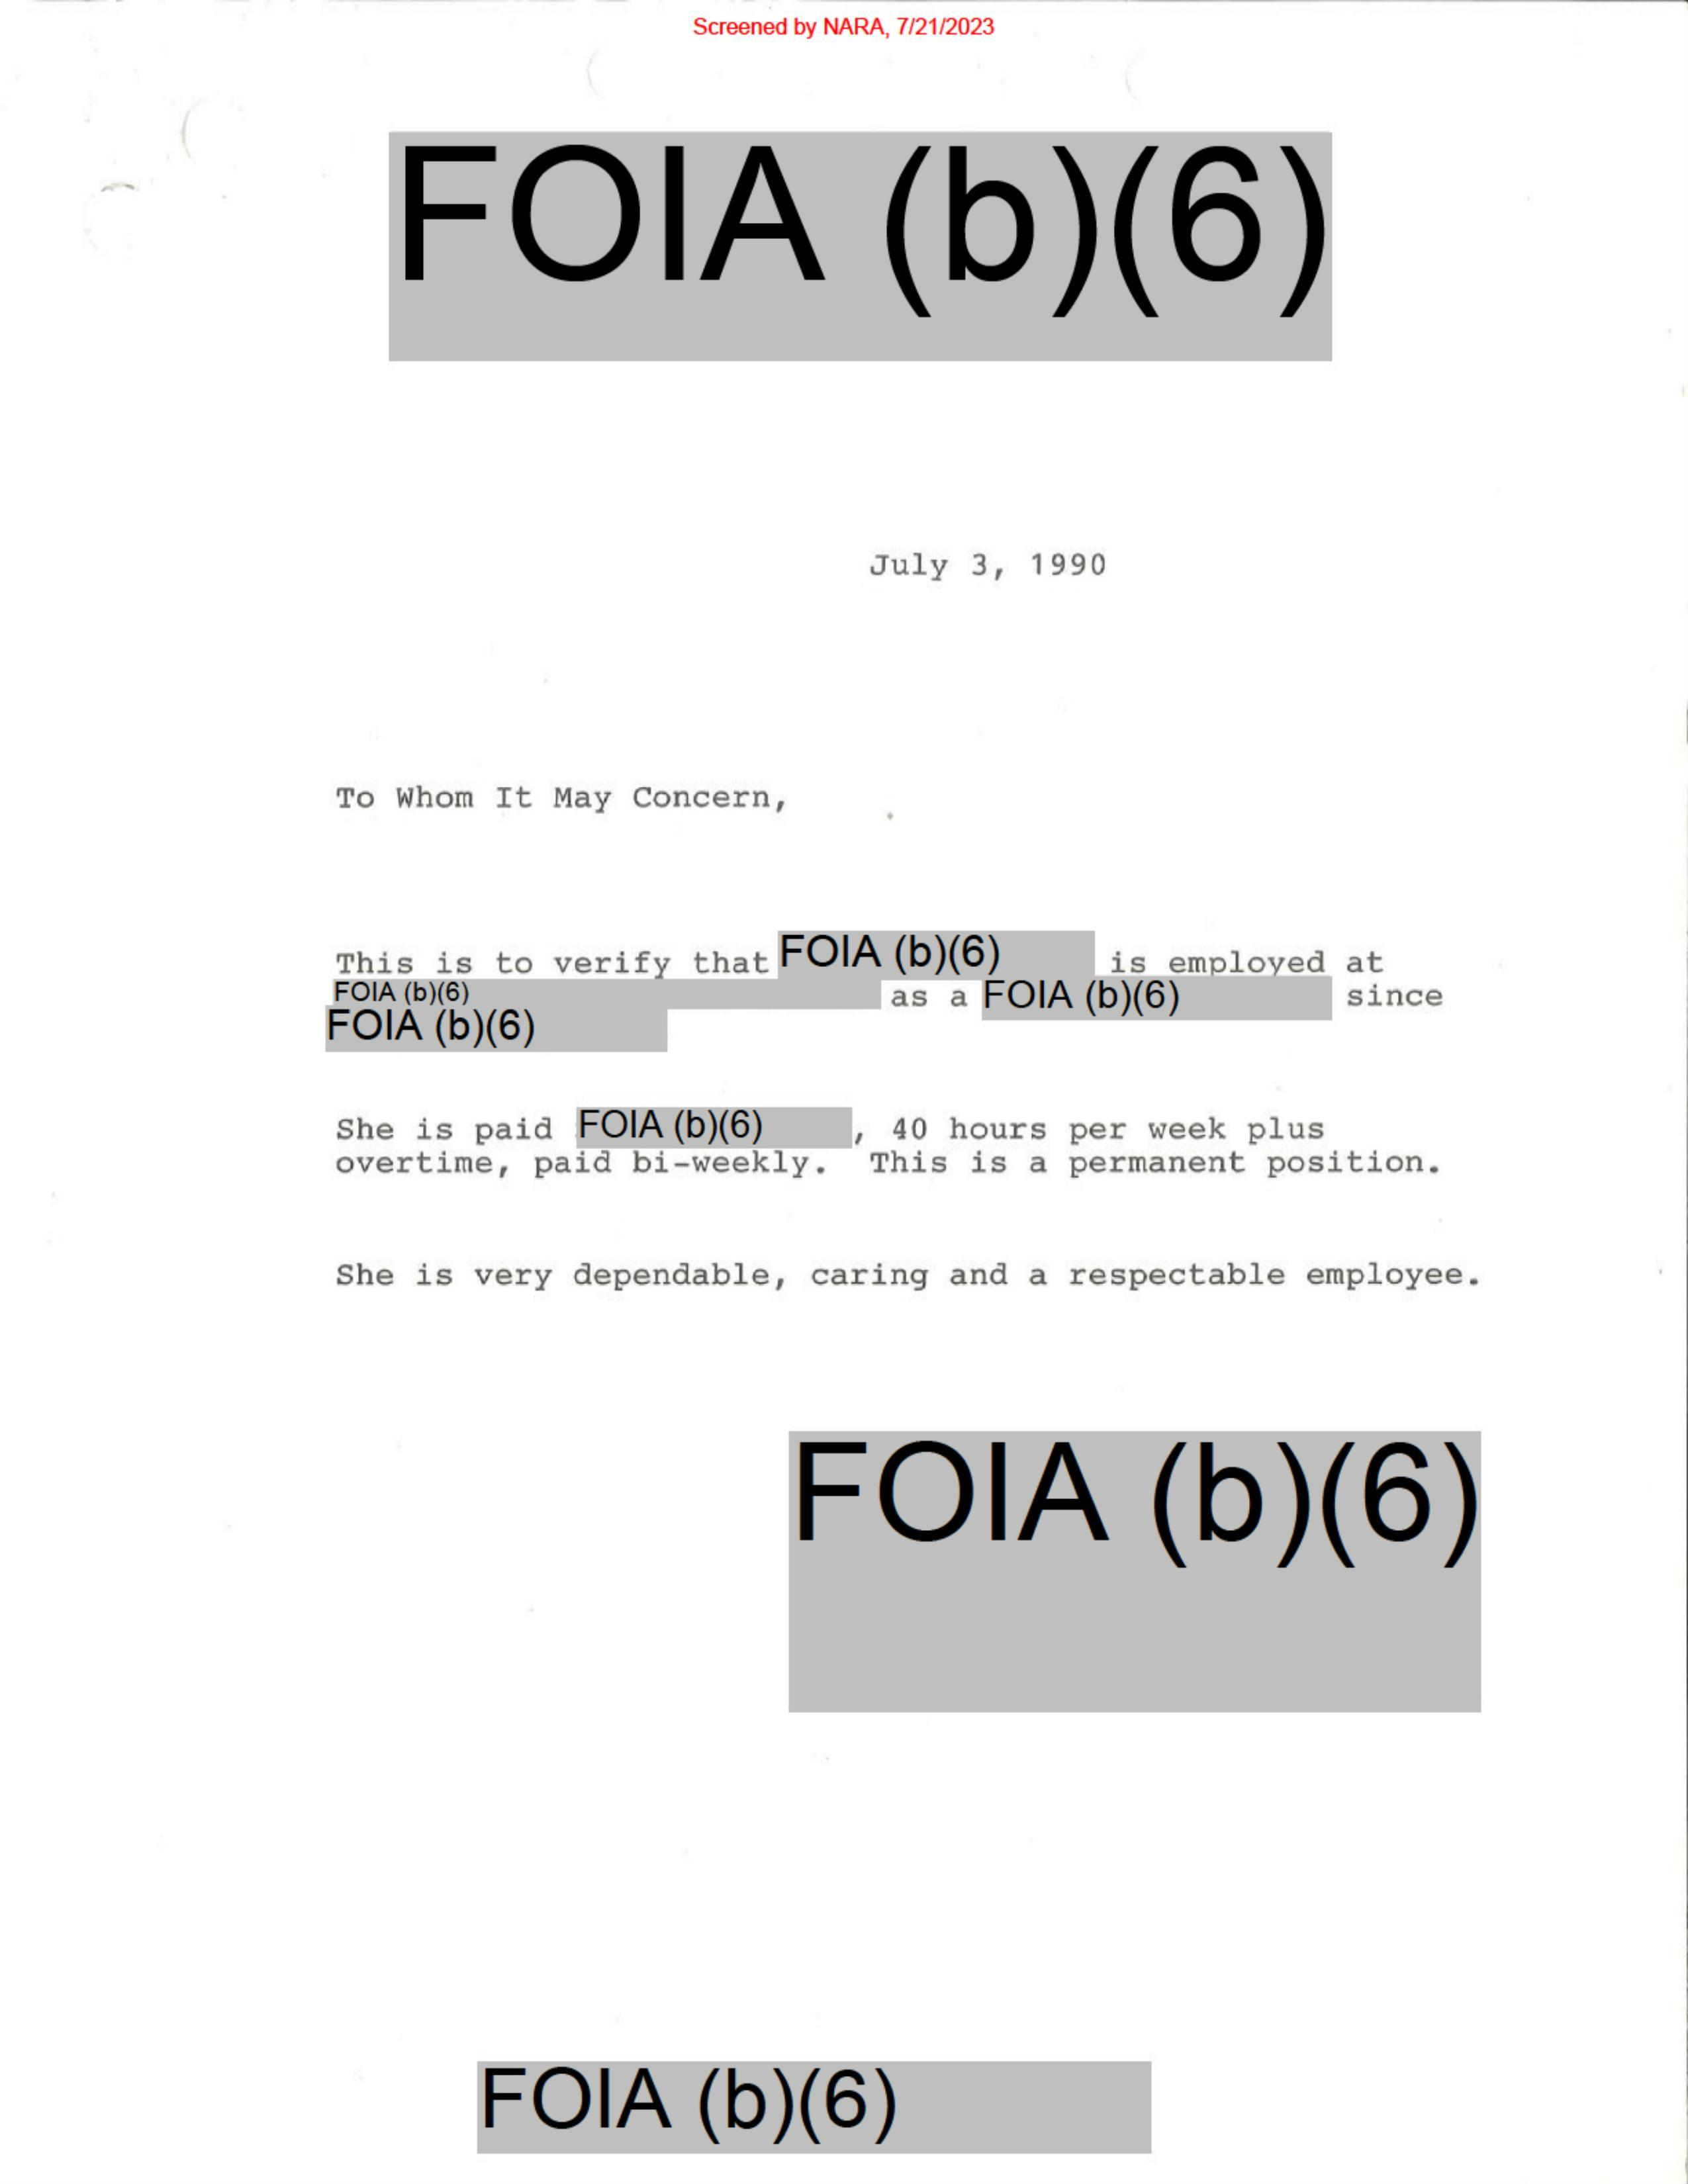 Screened by NARA, 7/21/2023
FOIA (b)(6)
July 3, 1990
To Whom It May Concern,
This is to verify that FOIA (b)(6) is employed at
FOIA (b)(6) as a FOIA (b)(6) since
FOIA (b)(6)
She is paid FOIA (b)(6), 40 hours per week plus
overtime, paid bi-weekly. This is a permanent position.
She is very dependable, caring and a respectable employee.
FOIA (b)(6)
FOIA (b)(6)